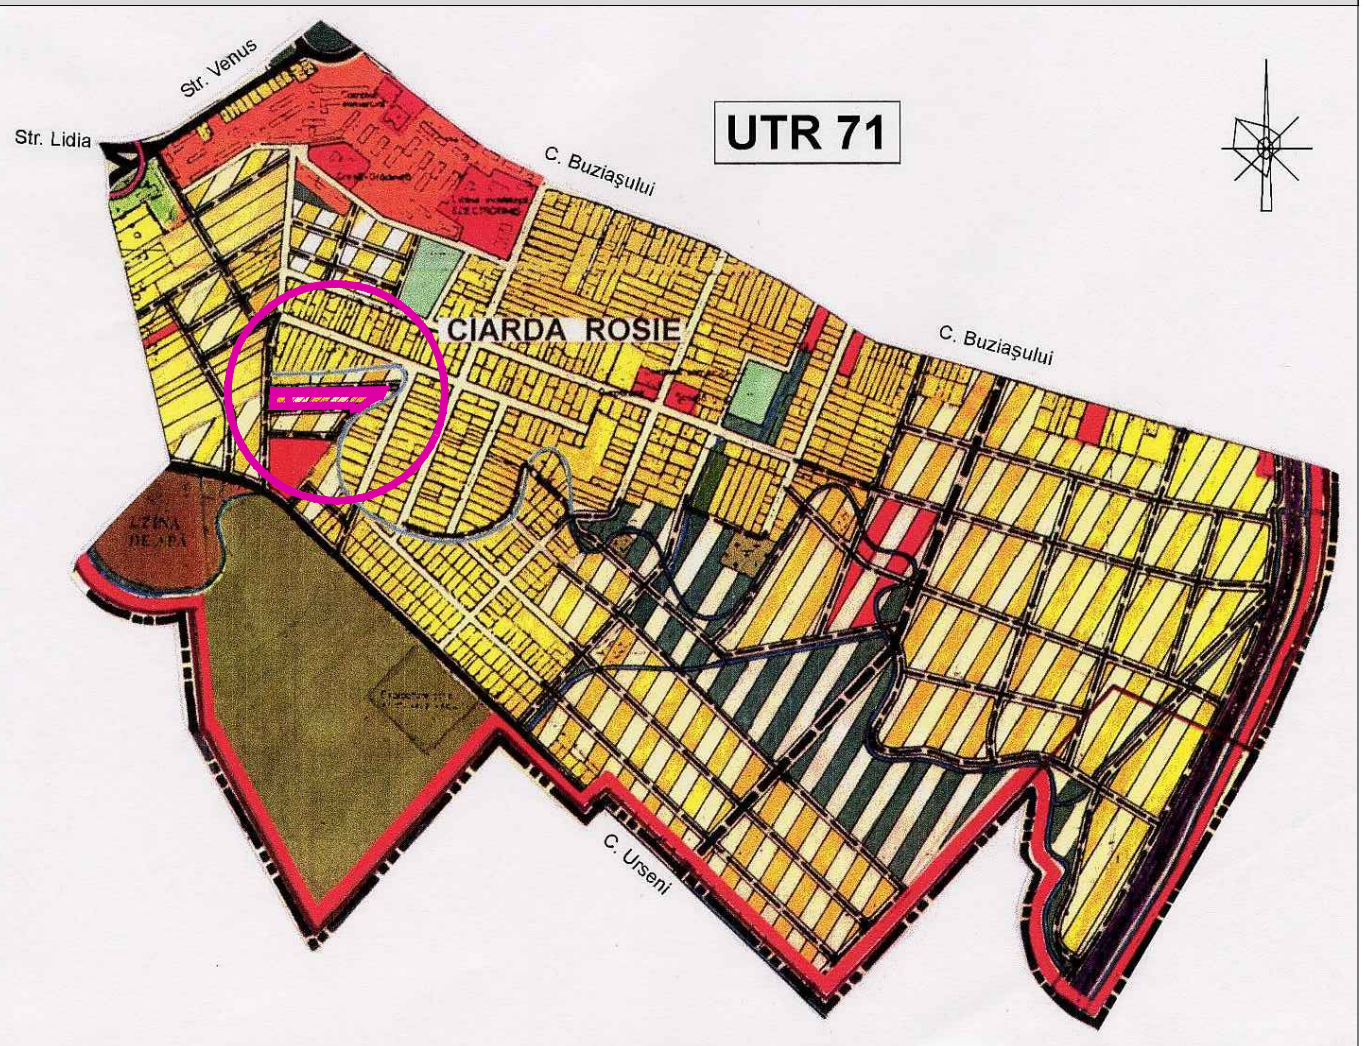 Str. Venus
Str. Lidia
C. Buziaşului
UTR 71
CIARDA ROSIE
C. Buziaşului
UZINA
DE APA
C. Urseni